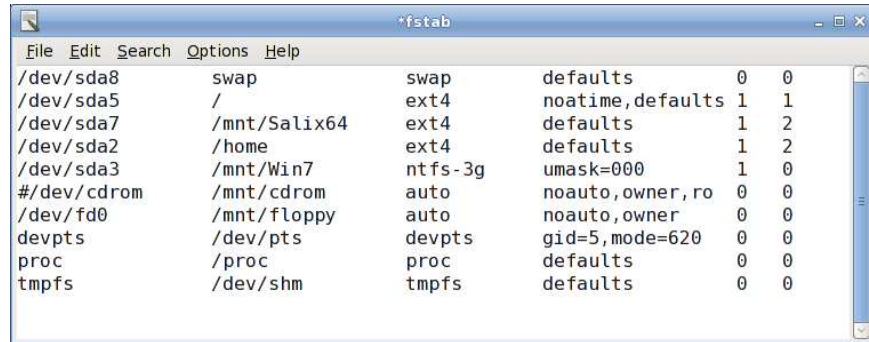 *fstab
File Edit Search Options Help
/dev/sda8 swap swap defaults 0 0
/dev/sda5 / ext4 noatime,defaults 1 1
/dev/sda7 /mnt/Salix64 ext4 defaults 1 2
/dev/sda2 /home ext4 defaults 1 2
/dev/sda3 /mnt/Win7 ntfs-3g umask=000 1 0
#/dev/cdrom /mnt/cdrom auto noauto,owner,ro 0 0
/dev/fd0 /mnt/floppy auto noauto,owner 0 0
devpts /dev/pts devpts gid=5,mode=620 0 0
proc /proc proc defaults 0 0
tmpfs /dev/shm tmpfs defaults 0 0